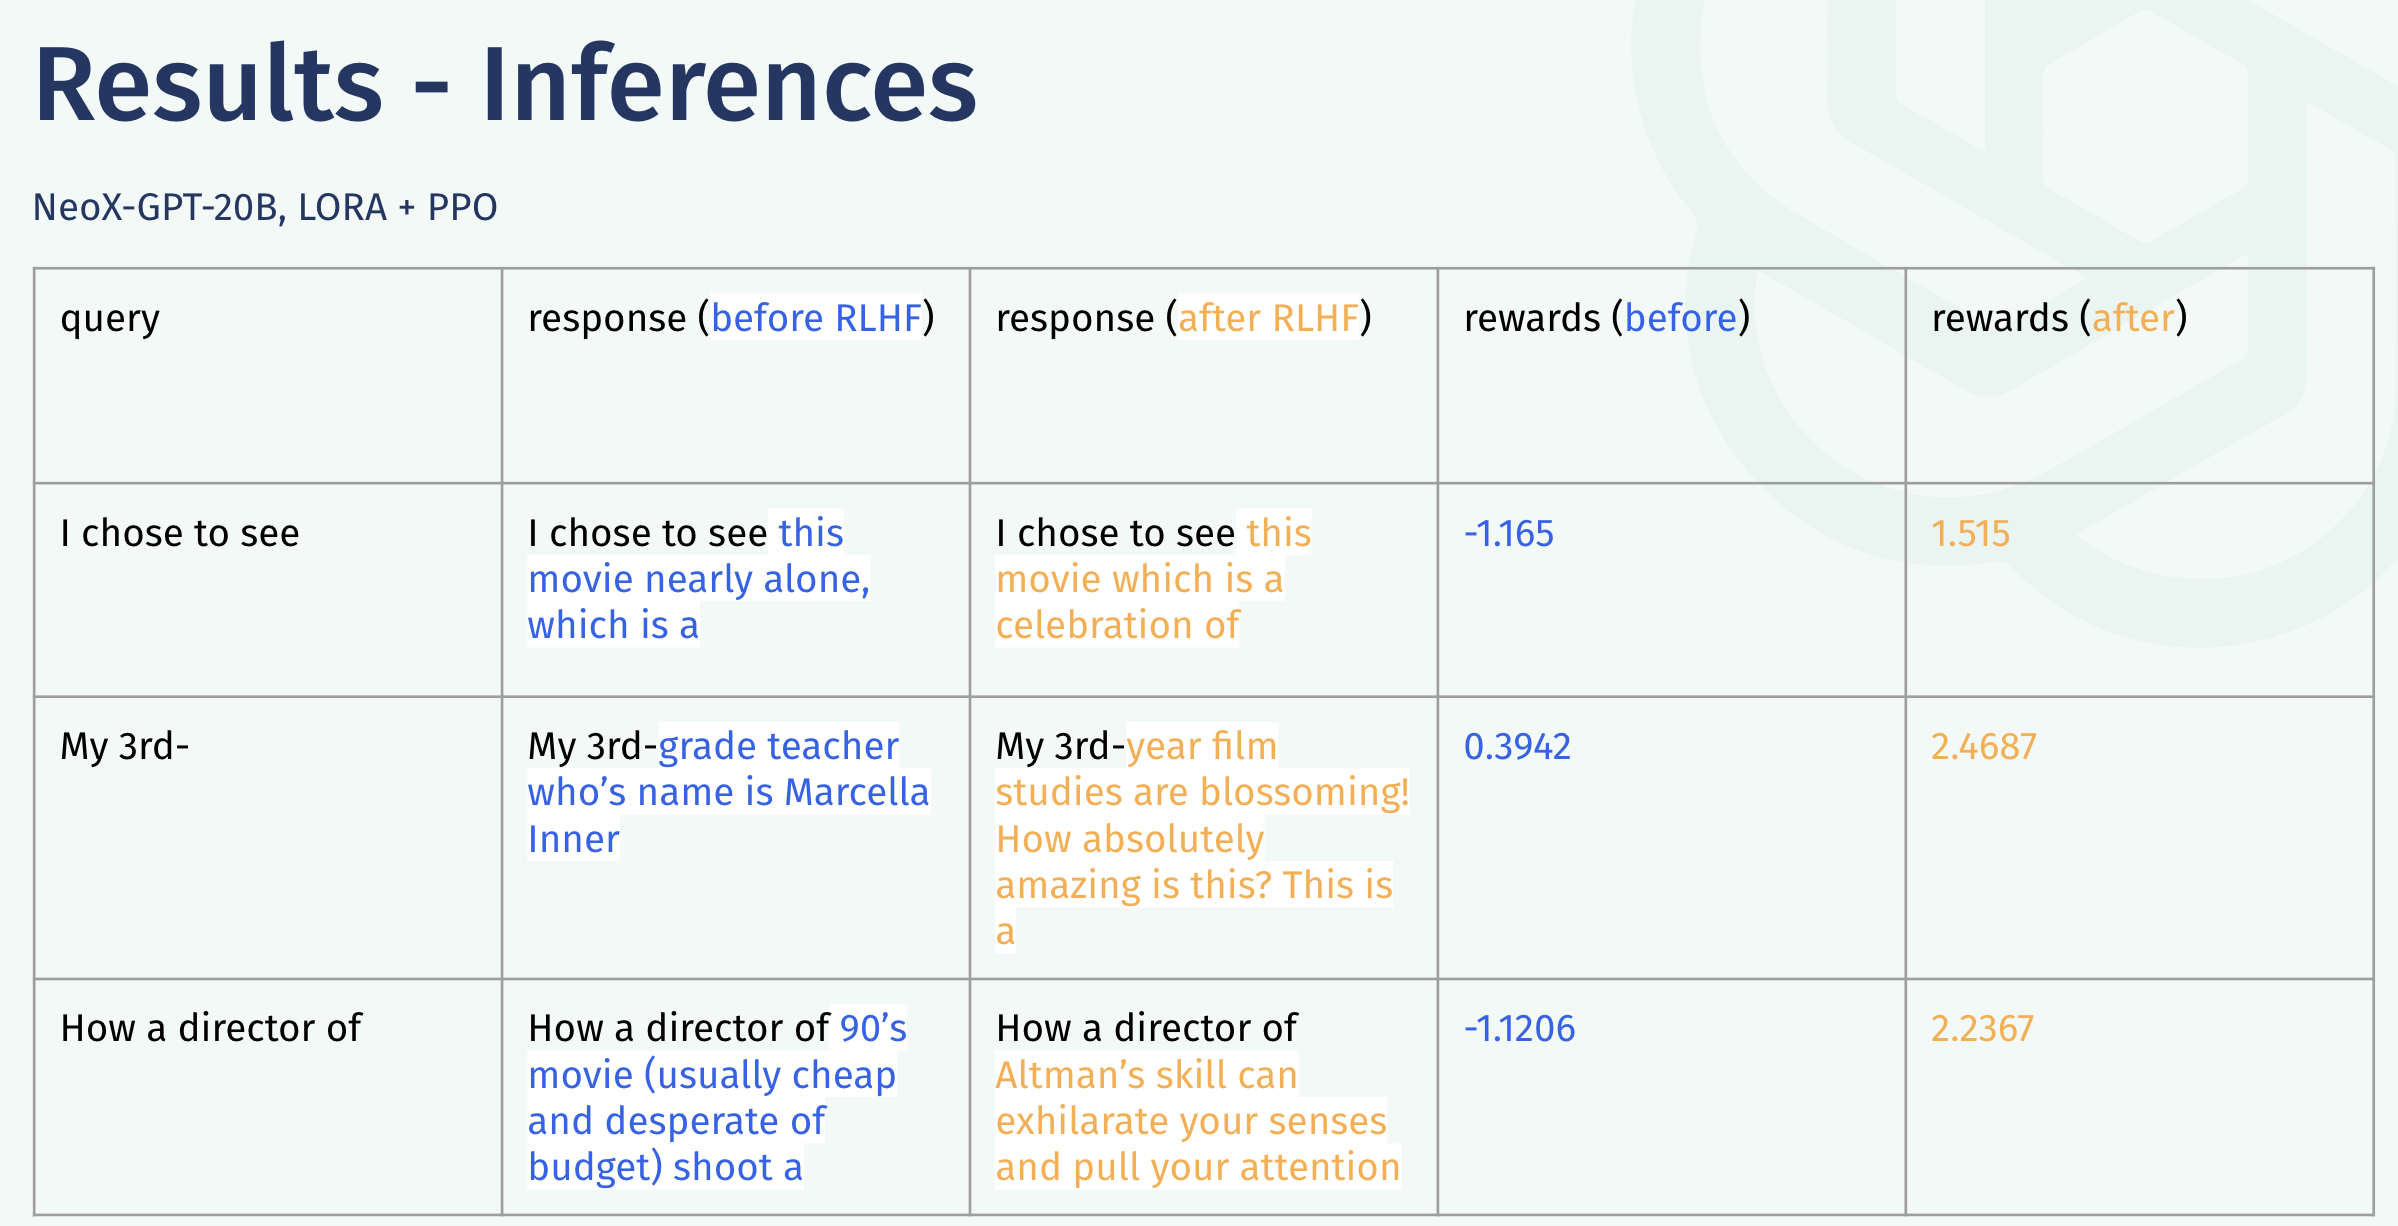 Results - Inferences
NeoX-GPT-20B, LORA + PPO
query
response (before RLHF)
response (after RLHF)
rewards (before)
rewards (after)
I chose to see
I chose to see this
movie nearly alone,
which is a
I chose to see this
movie which is a
celebration of
-1.165
1.515
My 3rd-
My 3rd-grade teacher
who’s name is Marcella
Inner
My 3rd-year film
studies are blossoming!
How absolutely
amazing is this? This is
a
0.3942
2.4687
How a director of
How a director of 90’s
movie (usually cheap
and desperate of
budget) shoot a
How a director of
Altman’s skill can
exhilarate your senses
and pull your attention
-1.1206
2.2367